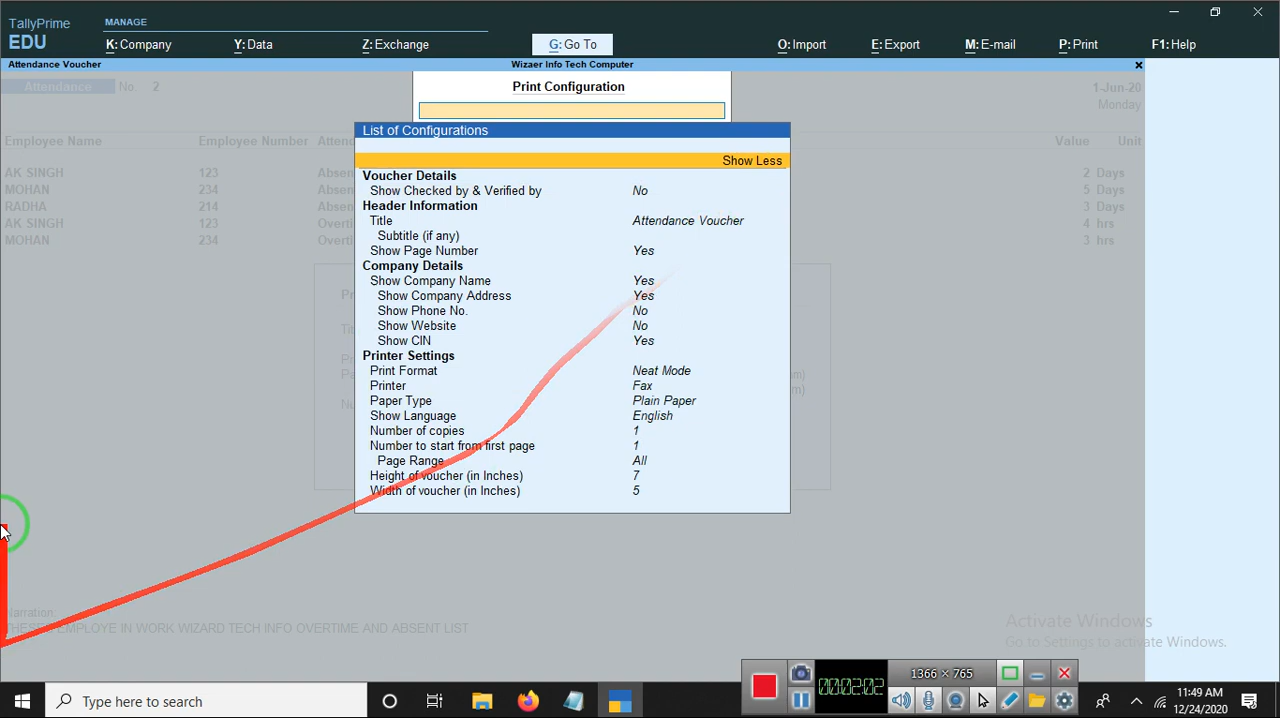 TallyPrime
EDU
MANAGE
K: Company
Y: Data
Z: Exchange
G: Go To
O: Import
E: Export
M: E-mail
P: Print
F1: Help
Attendance Voucher
Wizaer Info Tech Computer
Attendance No. 2
1-Jun-20
Monday
Print Configuration
List of Configurations
Show Less
Employee Name Employee Number
Value Unit
AK SINGH 123 2 Days
MOHAN 234 5 Days
RADHA 214 3 Days
AK SINGH 123 4 hrs
MOHAN 234 3 hrs
Voucher Details
Show Checked by & Verified by No
Header Information
Title Attendance Voucher
Subtitle (if any)
Show Page Number Yes
Company Details
Show Company Name Yes
Show Company Address Yes
Show Phone No. No
Show Website No
Show CIN Yes
Printer Settings
Print Format Neat Mode
Printer Fax
Paper Type Plain Paper
Show Language English
Number of copies 1
Number to start from first page 1
Page Range All
Height of voucher (in Inches) 7
Width of voucher (in Inches) 5
Narration:
EMPLOYE IN WORK WIZARD TECH INFO OVERTIME AND ABSENT LIST
Activate Windows
Go to Settings to activate Windows.
00:02:02
1366 × 765
Type here to search
11:49 AM
12/24/2020